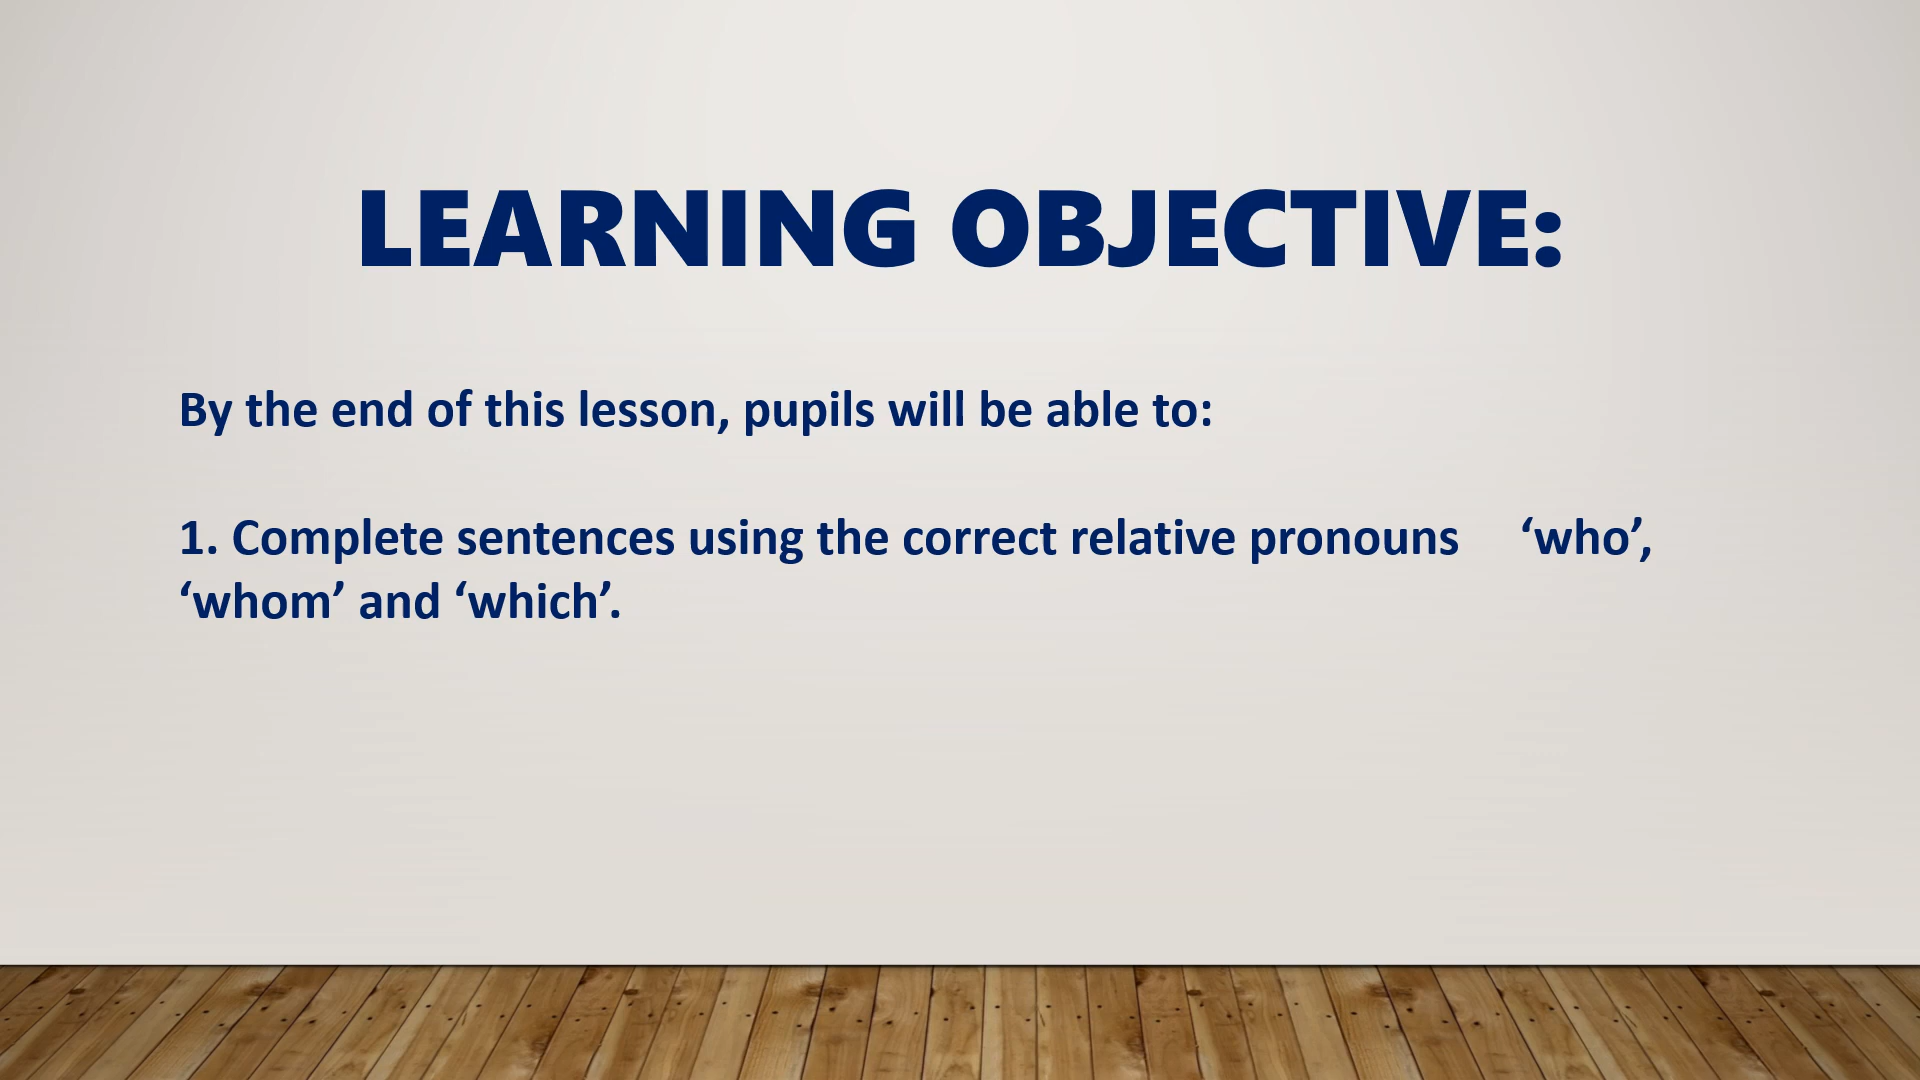 LEARNING OBJECTIVE:
By the end of this lesson, pupils will be able to:
1. Complete sentences using the correct relative pronouns ‘who’,
‘whom’ and ‘which’.